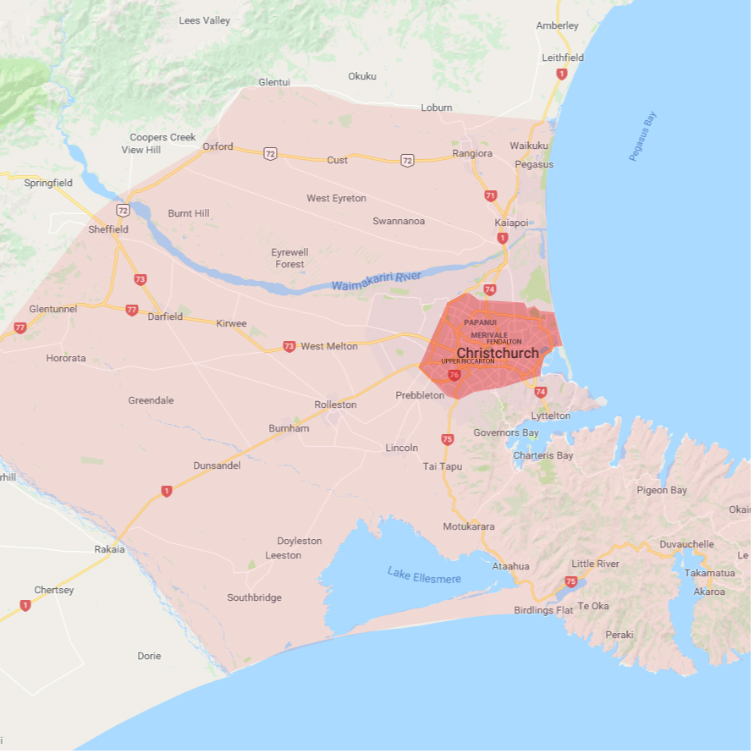 Lees Valley
Amberley
Leithfield
1
Okuku
Glentui
Loburn
Pegasus Bay
Coopers Creek
View Hill
Oxford
72
Cust
72
Rangiora
Waikuku
Pegasus
Springfield
72
Burnt Hill
West Eyreton
71
Swannanoa
Kaiapoi
Sheffield
1
Eyrewell
Forest
Waimakariri River
73
74
Glentunnel
77
77
Darfield
Kirwee
PAPANUI
MERIVALE
FENDALTON
73
West Melton
Christchurch
Hororata
UPPER RICCARTON
76
Greendale
Prebbleton
74
Rolleston
Lyttelton
Burnham
Governors Bay
75
Lincoln
Charteris Bay
Dunsandel
Tai Tapu
rhill
1
Pigeon Bay
Okai
Motukarara
Rakaia
Doyleston
Leeston
Duvauchelle
Le
Ataahua
Little River
Takamatua
Lake Ellesmere
75
Akaroa
Chertsey
1
Southbridge
Birdlings Flat
Te Oka
Peraki
Dorie
i